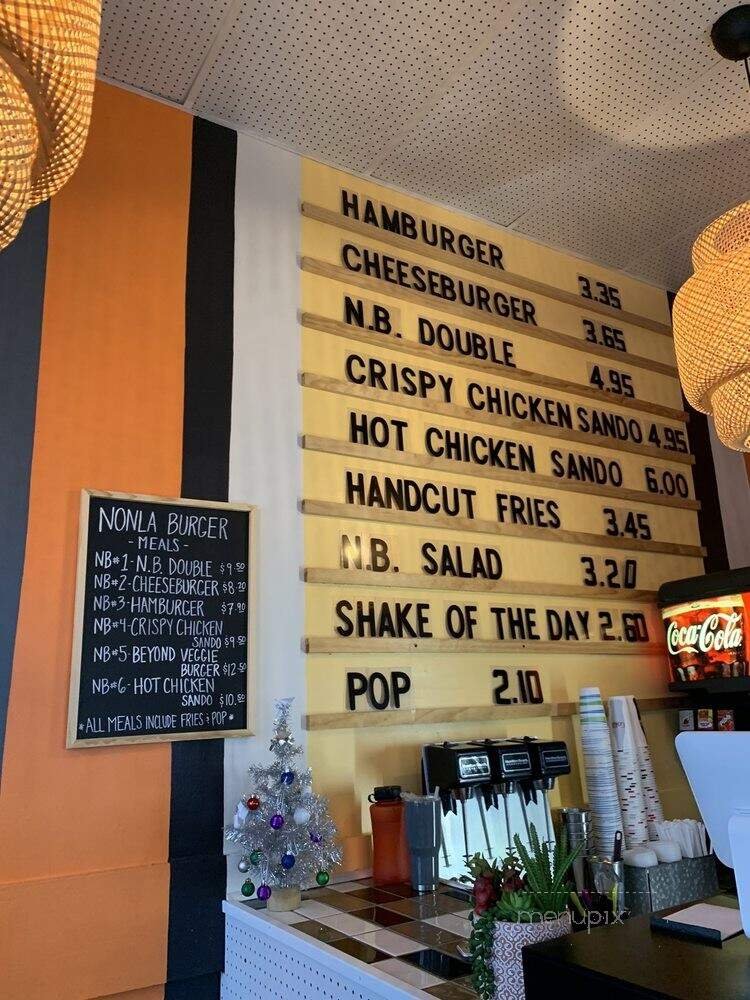 HAMBURGER 3.35
CHEESEBURGER 3.65
N.B. DOUBLE 4.95
CRISPY CHICKEN SANDO 4.95
HOT CHICKEN SANDO 6.00
HANDCUT FRIES 3.45
N.B. SALAD 3.20
SHAKE OF THE DAY 2.60
POP 2.10
NONLA BURGER
- MEALS -
NB#1- N.B. DOUBLE $9.50
NB#2-CHEESEBURGER $8.20
NB#3-HAMBURGER $7.90
NB#4-CRISPY CHICKEN
SANDO $9.50
NB#5- BEYOND VEGGIE
BURGER $12.50
NB#6- HOT CHICKEN
SANDO $10.50
*ALL MEALS INCLUDE FRIES & POP*
Coca-Cola
menupix